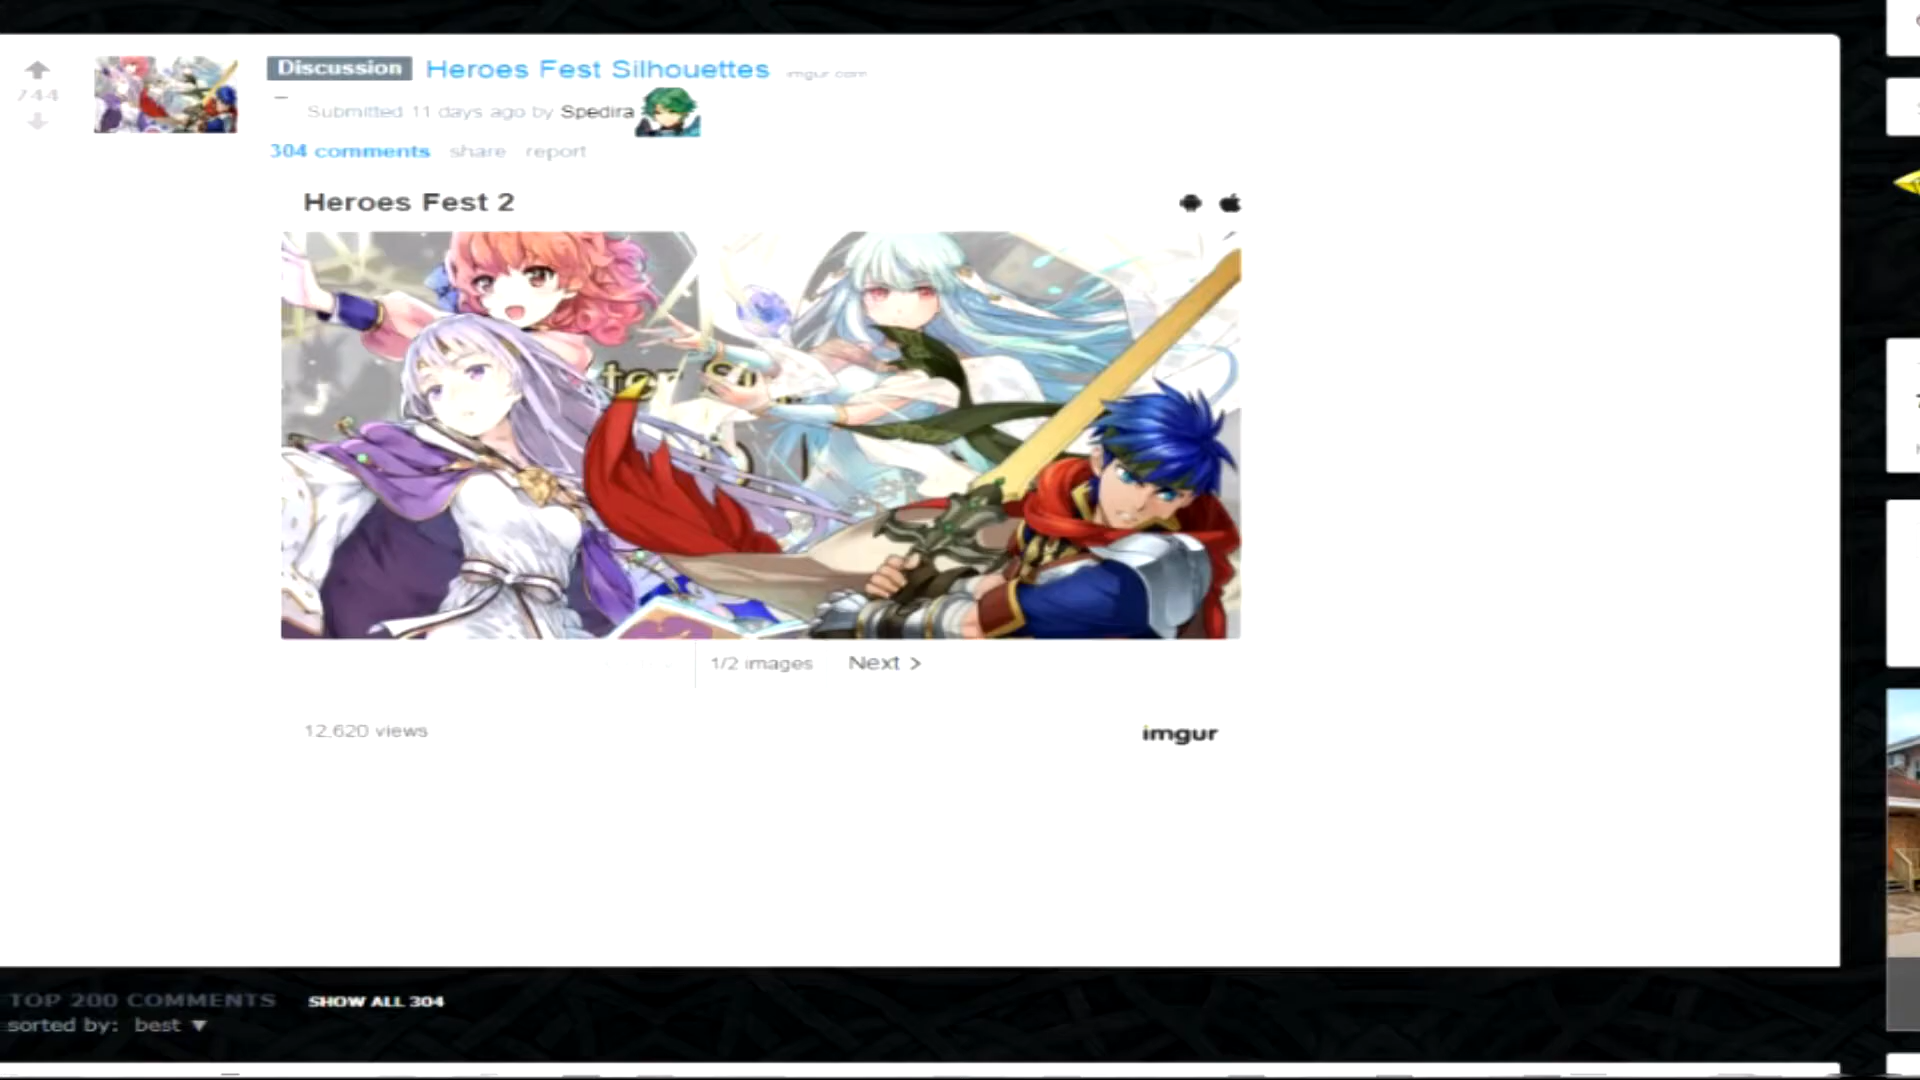 Discussion Heroes Fest Silhouettes imgur.com
744
Submitted 11 days ago by Spedira
304 comments share report
Heroes Fest 2
1/2 images Next >
12,620 views
imgur
TOP 200 COMMENTS SHOW ALL 304
sorted by: best ▼